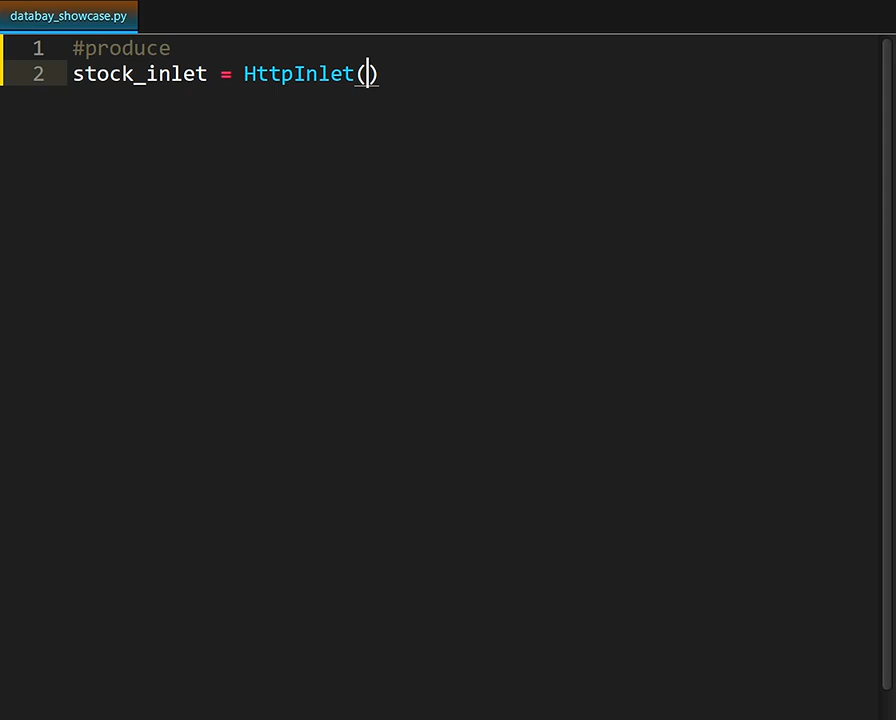 databay_showcase.py
1 #produce
2 stock_inlet = HttpInlet()